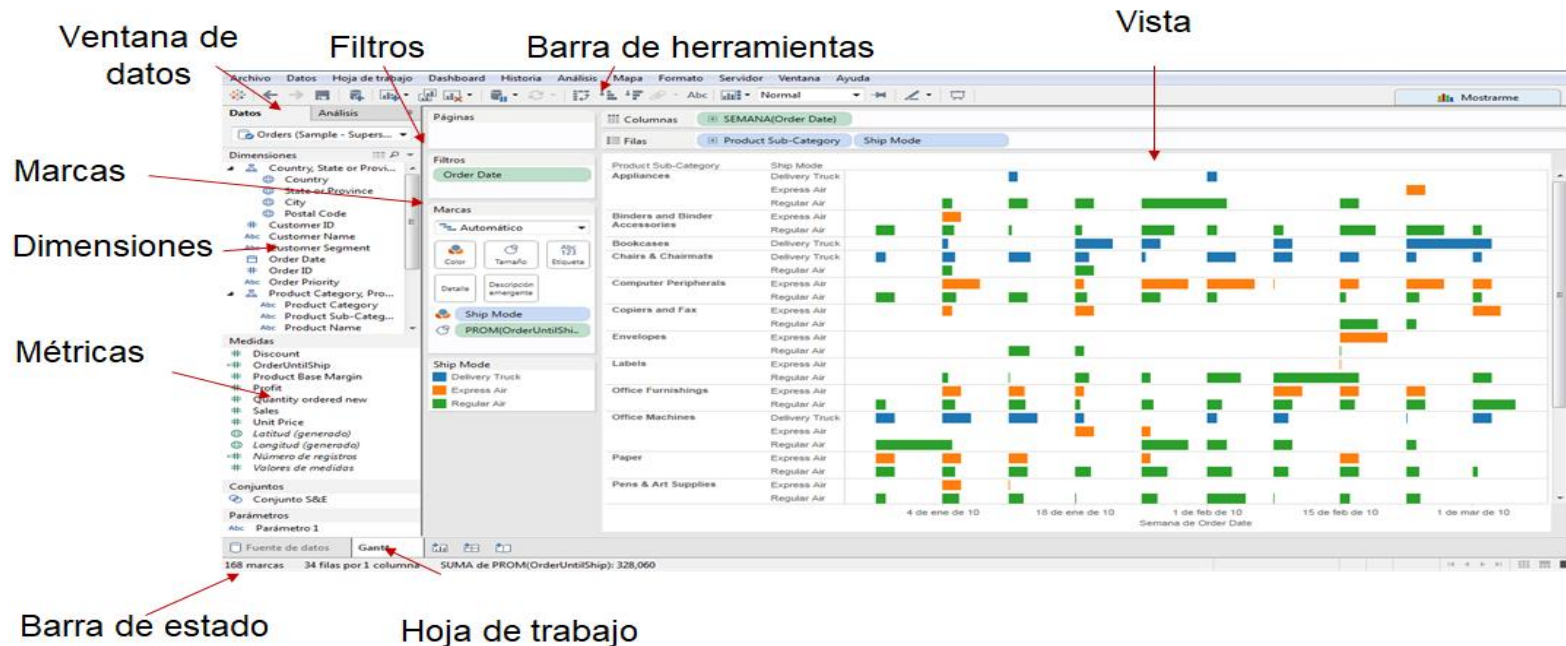 Vista
Ventana de
datos
Filtros
Barra de herramientas
Archivo Datos Hoja de trabajo Dashboard Historia Análisis Mapa Formato Servidor Ventana Ayuda
Abc Normal Mostrarme
Datos Análisis
Orders (Sample - Supers...
Dimensiones
Country, State or Provi...
Country
State or Province
City
Postal Code
# Customer ID
Abc Customer Name
Abc Customer Segment
Order Date
# Order ID
Abc Order Priority
Product Category, Pro...
Abc Product Category
Abc Product Sub-Categ...
Abc Product Name
Medidas
# Discount
# OrderUntilShip
# Product Base Margin
# Profit
# Quantity ordered new
# Sales
# Unit Price
Latitud (generado)
Longitud (generado)
# Número de registros
# Valores de medidas
Conjuntos
Conjunto S&E
Parámetros
Abc Parámetro 1
Marcas
Dimensiones
Métricas
Páginas
Filtros
Order Date
Marcas
Automático
Color Tamaño Abc 123 Etiqueta
Detalle Descripción emergente
Ship Mode
PROM(OrderUntilShi..
Ship Mode
Delivery Truck
Express Air
Regular Air
Columnas SEMANA(Order Date)
Filas Product Sub-Category Ship Mode
Product Sub-Category Ship Mode
Appliances Delivery Truck
Express Air
Regular Air
Binders and Binder Accessories Express Air
Regular Air
Bookcases Delivery Truck
Chairs & Chairmats Delivery Truck
Regular Air
Computer Peripherals Express Air
Regular Air
Copiers and Fax Express Air
Regular Air
Envelopes Express Air
Regular Air
Labels Express Air
Regular Air
Office Furnishings Express Air
Regular Air
Office Machines Delivery Truck
Express Air
Regular Air
Paper Express Air
Regular Air
Pens & Art Supplies Express Air
Regular Air
4 de ene de 10 18 de ene de 10 1 de feb de 10 15 de feb de 10 1 de mar de 10
Semana de Order Date
Fuente de datos Gantt
168 marcas 34 filas por 1 columna SUMA de PROM(OrderUntilShip): 328,060
Barra de estado
Hoja de trabajo